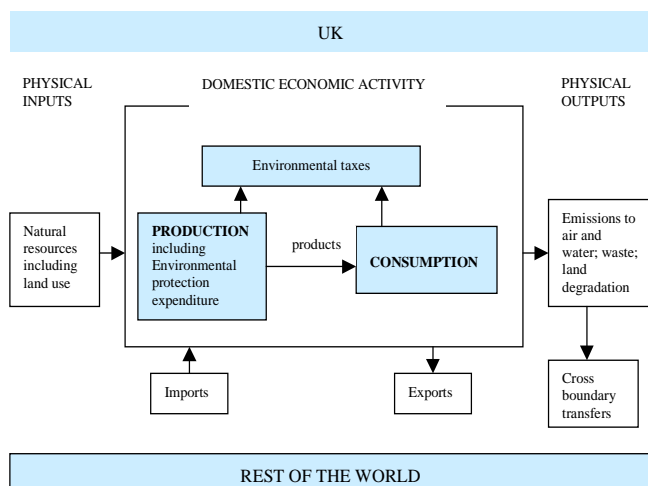 UK
PHYSICAL
INPUTS
DOMESTIC ECONOMIC ACTIVITY
PHYSICAL
OUTPUTS
Environmental taxes
Natural
resources
including
land use
PRODUCTION
including
Environmental
protection
expenditure
products
CONSUMPTION
Emissions to
air and
water; waste;
land
degradation
Imports
Exports
Cross
boundary
transfers
REST OF THE WORLD